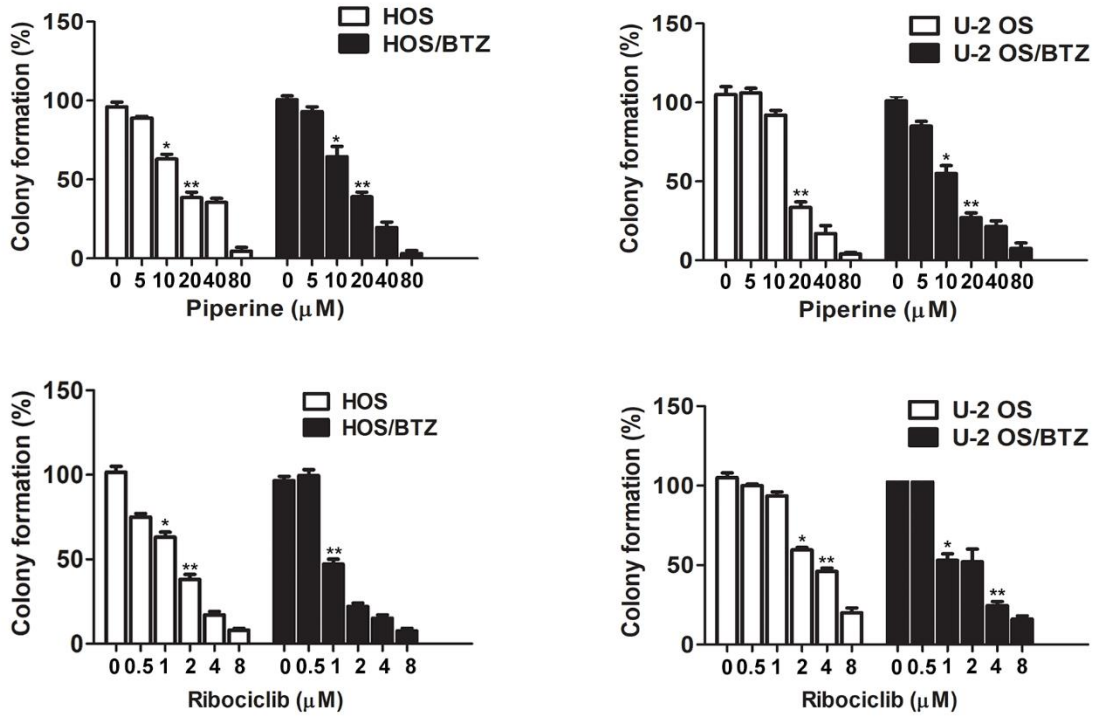 Colony formation (%)
150
100
50
0
HOS
HOS/BTZ
* ** * **
0 5 10 20 40 80 0 5 10 20 40 80
Piperine (μM)
Colony formation (%)
150
100
50
0
U-2 OS
U-2 OS/BTZ
** * **
0 5 10 20 40 80 0 5 10 20 40 80
Piperine (μM)
Colony formation (%)
150
100
50
0
HOS
HOS/BTZ
* ** **
0 0.5 1 2 4 8 0 0.5 1 2 4 8
Ribociclib (μM)
Colony formation (%)
150
100
50
0
U-2 OS
U-2 OS/BTZ
* ** * **
0 0.5 1 2 4 8 0 0.5 1 2 4 8
Ribociclib (μM)